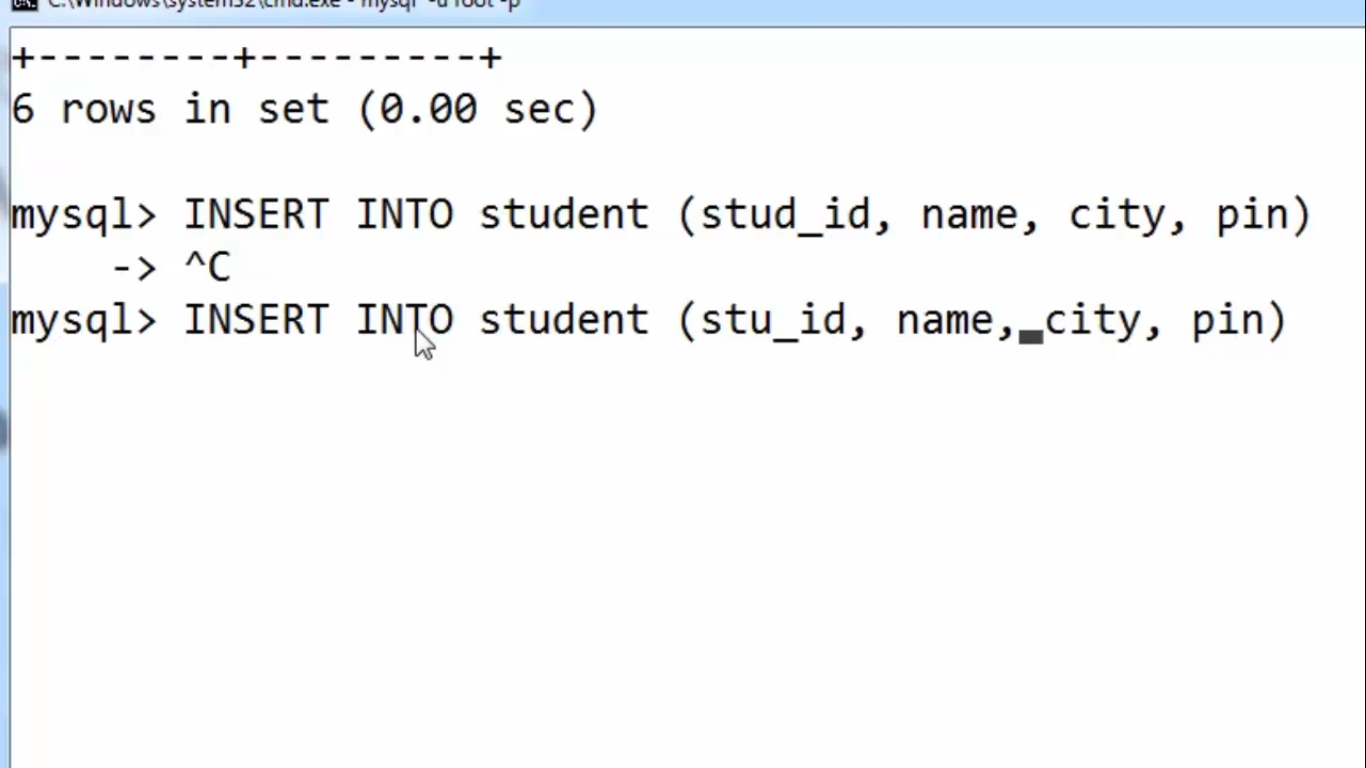 C:\Windows\system32\cmd.exe - mysql -u root -p
+--------+---------+
6 rows in set (0.00 sec)
mysql> INSERT INTO student (stud_id, name, city, pin)
    -> ^C
mysql> INSERT INTO student (stu_id, name, city, pin)